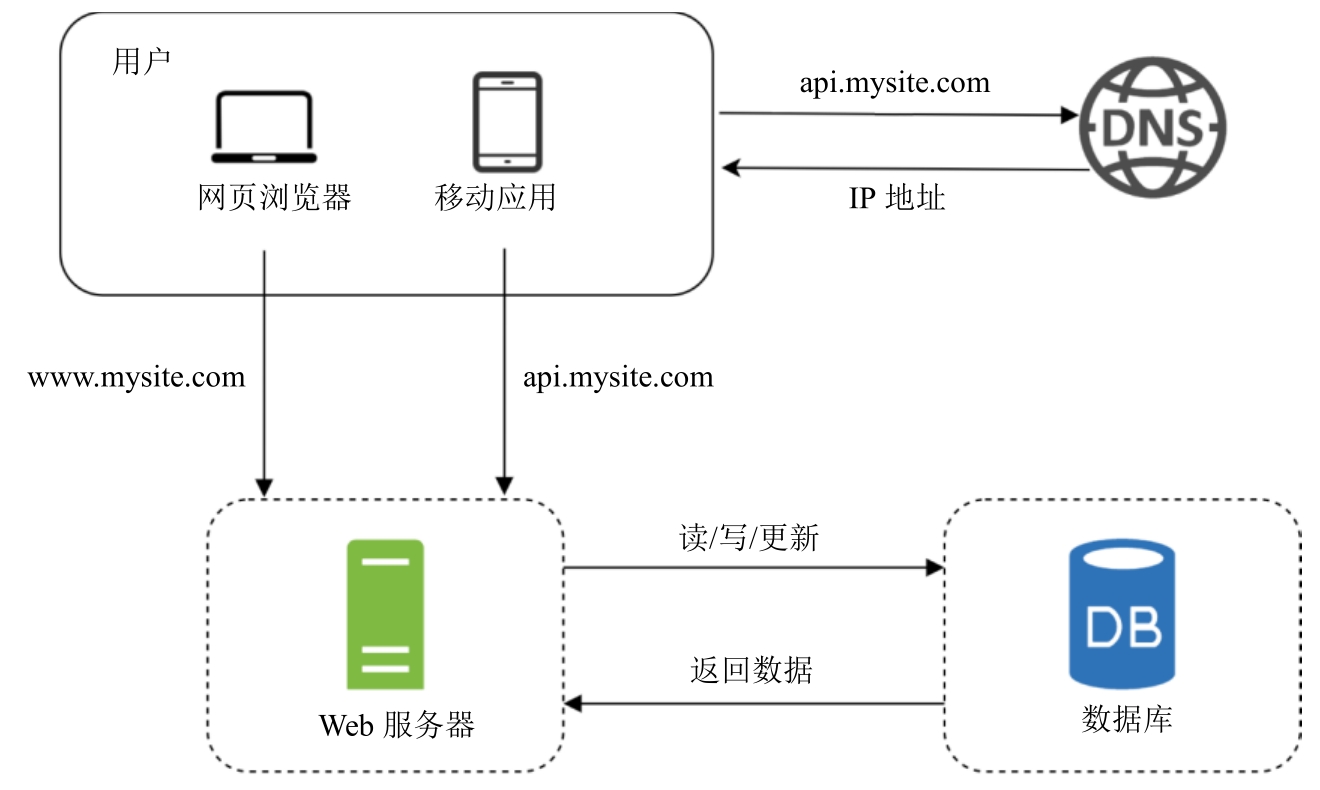 用户
网页浏览器
移动应用
api.mysite.com
DNS
IP 地址
www.mysite.com
api.mysite.com
Web 服务器
读/写/更新
返回数据
DB
数据库